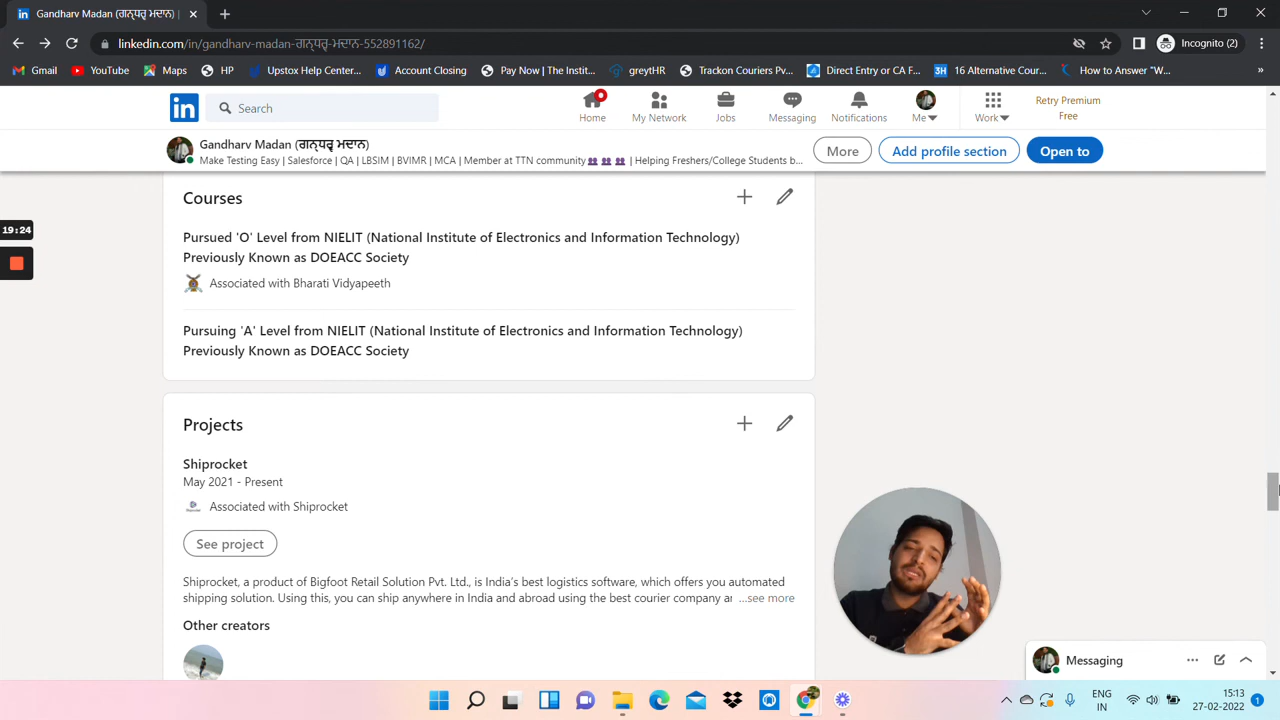 Gandharv Madan (ਗਨ੍ਧਰ੍ਵ ਮਦਾਨ) |
linkedin.com/in/gandharv-madan-ਗਨ੍ਧਰ੍ਵ-ਮਦਾਨ-552891162/
Incognito (2)
Gmail
YouTube
Maps
HP
Upstox Help Center...
Account Closing
Pay Now | The Instit...
greytHR
Trackon Couriers Pv...
Direct Entry or CA F...
16 Alternative Cour...
How to Answer "W...
»
in
Search
Home
My Network
Jobs
Messaging
Notifications
Me
Work
Retry Premium
Free
Gandharv Madan (ਗਨ੍ਧਰ੍ਵ ਮਦਾਨ)
Make Testing Easy | Salesforce | QA | LBSIM | BVIMR | MCA | Member at TTN community 👥 👥 👥 | Helping Freshers/College Students b...
More
Add profile section
Open to
19:24
Courses
Pursued 'O' Level from NIELIT (National Institute of Electronics and Information Technology)
Previously Known as DOEACC Society
Associated with Bharati Vidyapeeth
Pursuing 'A' Level from NIELIT (National Institute of Electronics and Information Technology)
Previously Known as DOEACC Society
Projects
Shiprocket
May 2021 - Present
Associated with Shiprocket
See project
Shiprocket, a product of Bigfoot Retail Solution Pvt. Ltd., is India's best logistics software, which offers you automated
shipping solution. Using this, you can ship anywhere in India and abroad using the best courier company ar ...see more
Other creators
Messaging
ENG
IN
15:13
27-02-2022
1